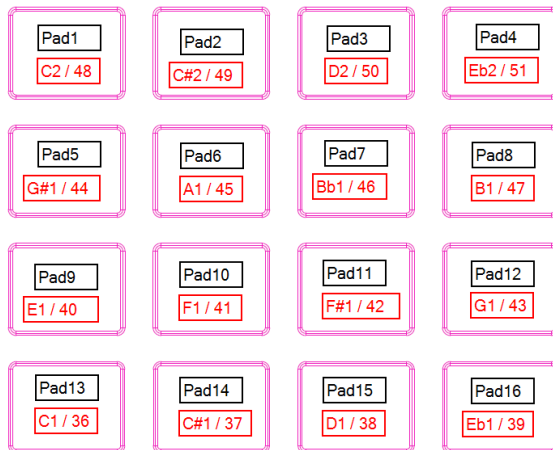 Pad1 Pad2 Pad3 Pad4
C2 / 48 C#2 / 49 D2 / 50 Eb2 / 51
Pad5 Pad6 Pad7 Pad8
G#1 / 44 A1 / 45 Bb1 / 46 B1 / 47
Pad9 Pad10 Pad11 Pad12
E1 / 40 F1 / 41 F#1 / 42 G1 / 43
Pad13 Pad14 Pad15 Pad16
C1 / 36 C#1 / 37 D1 / 38 Eb1 / 39